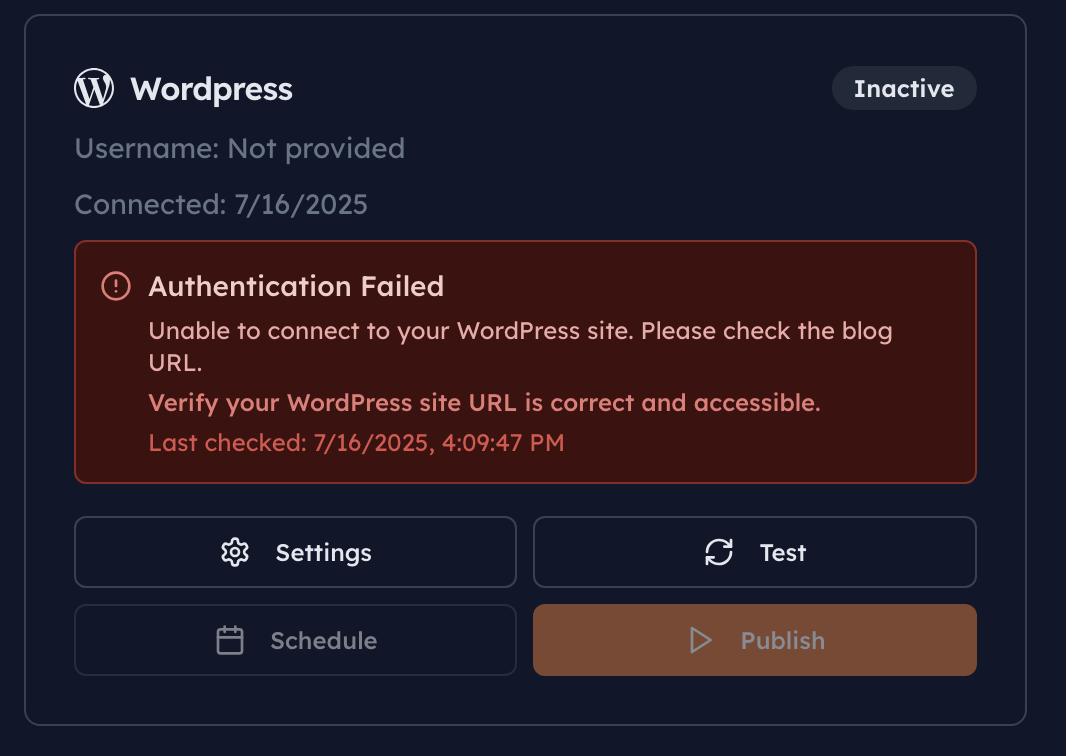 Wordpress
Inactive
Username: Not provided
Connected: 7/16/2025
Authentication Failed
Unable to connect to your WordPress site. Please check the blog
URL.
Verify your WordPress site URL is correct and accessible.
Last checked: 7/16/2025, 4:09:47 PM
Settings
Test
Schedule
Publish